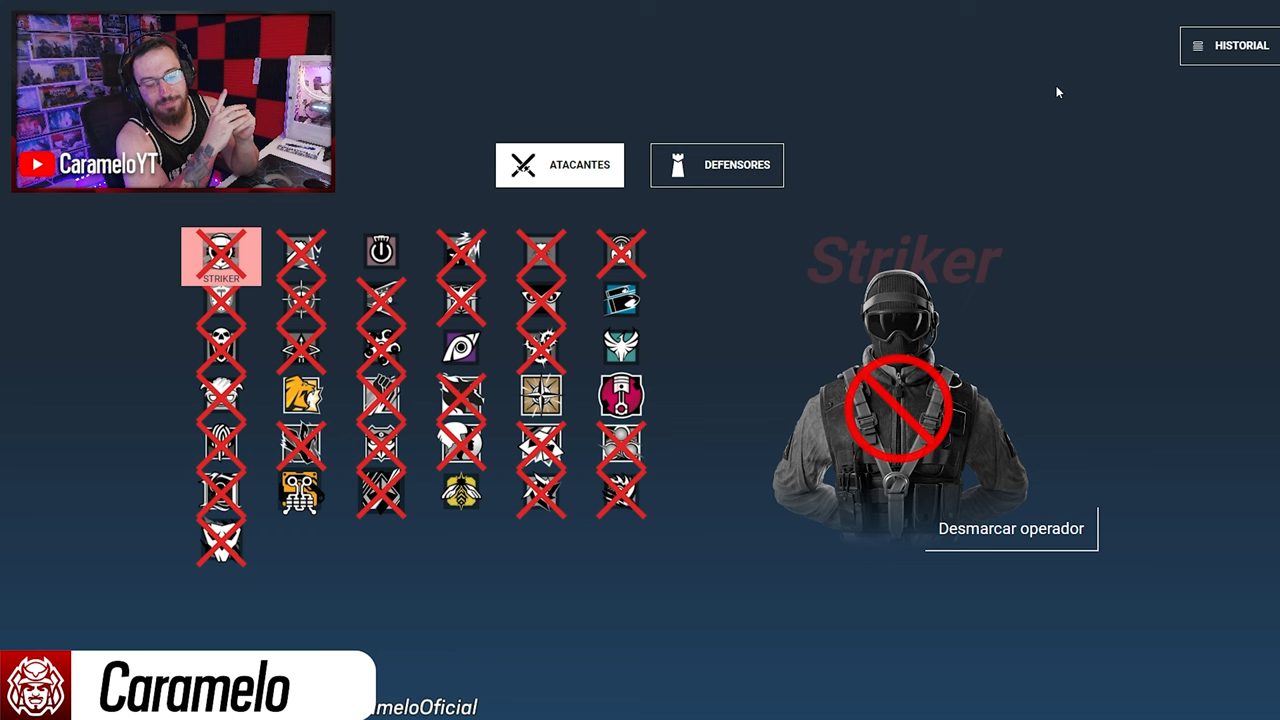 HISTORIAL
CarameloYT
ATACANTES
DEFENSORES
Striker
STRIKER
Desmarcar operador
Caramelo
meloOficial